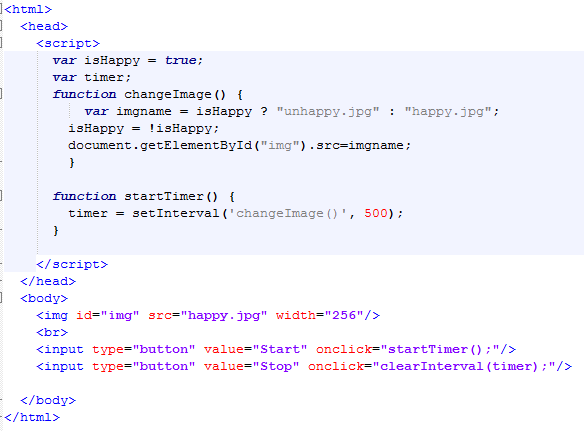 <html>
<head>
<script>
var isHappy = true;
var timer;
function changeImage() {
var imgname = isHappy ? "unhappy.jpg" : "happy.jpg";
isHappy = !isHappy;
document.getElementById("img").src=imgname;
}
function startTimer() {
timer = setInterval('changeImage()', 500);
}
</script>
</head>
<body>
<img id="img" src="happy.jpg" width="256"/>
<br>
<input type="button" value="Start" onclick="startTimer();"/>
<input type="button" value="Stop" onclick="clearInterval(timer);"/>
</body>
</html>